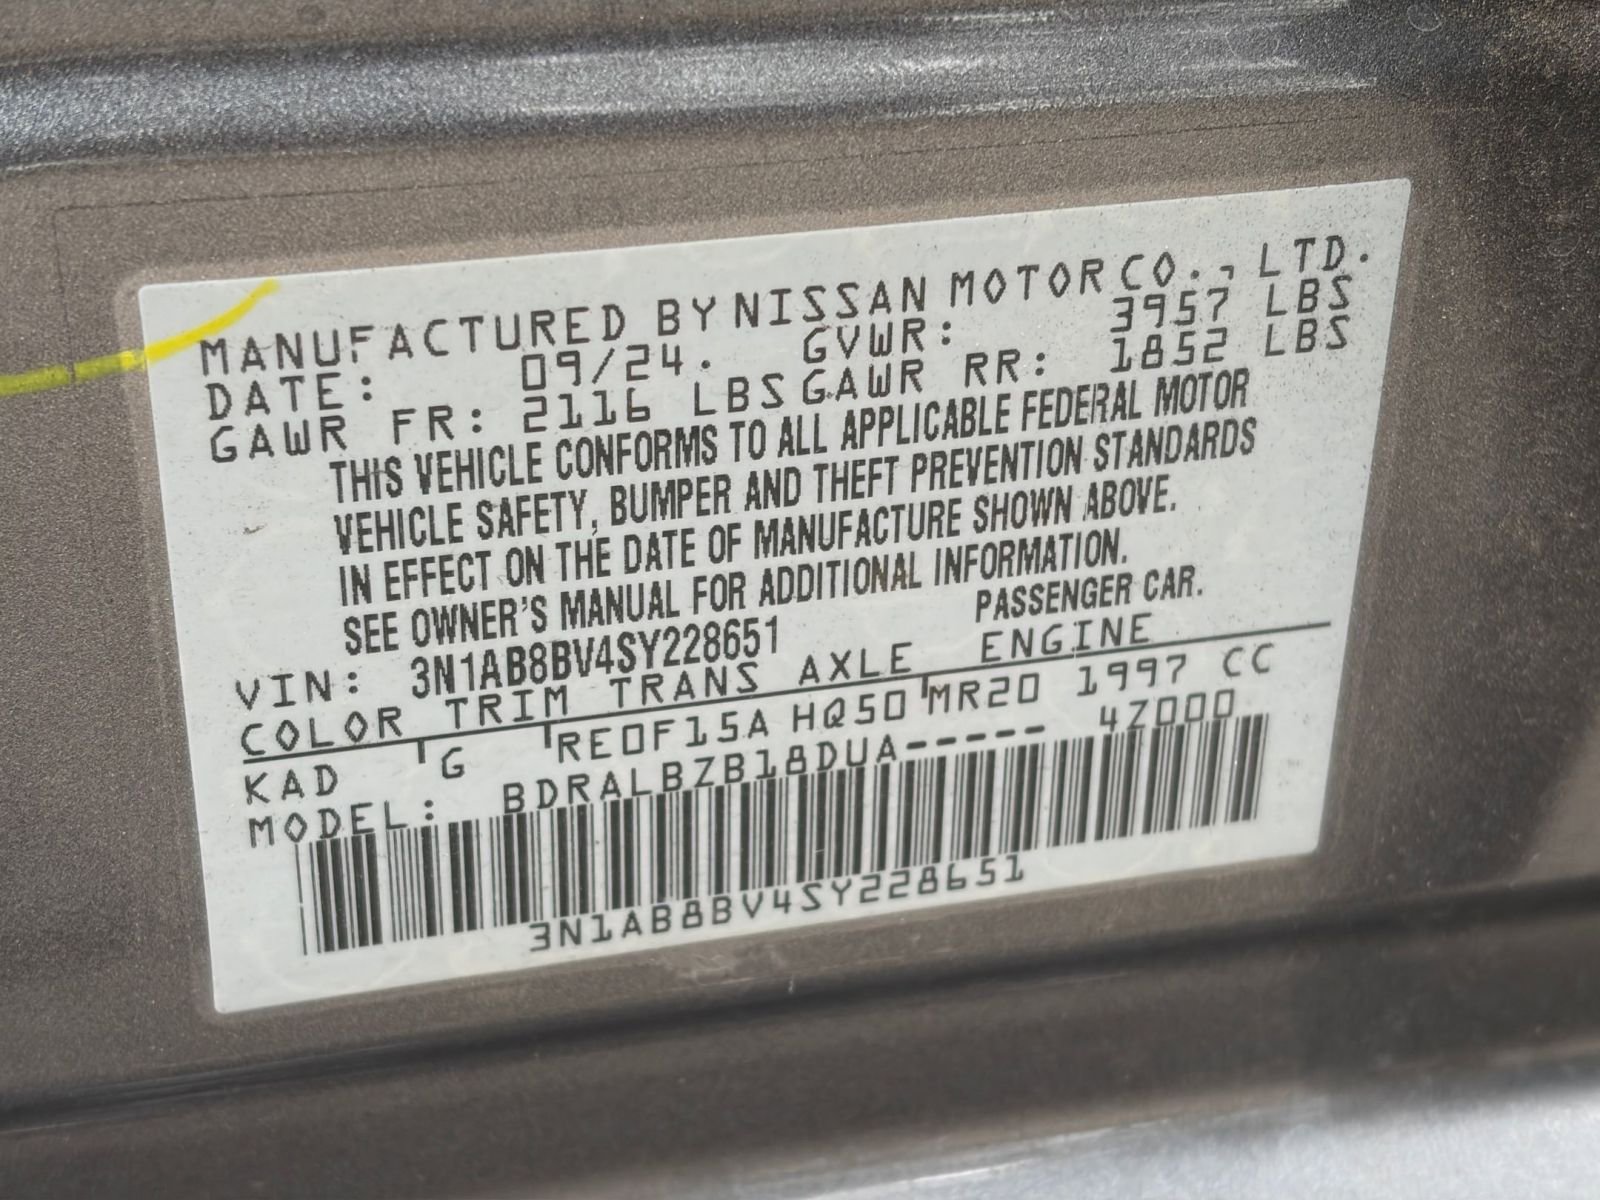 MANUFACTURED BY NISSAN MOTOR CO., LTD.
DATE: 09/24. GVWR: 3957 LBS
GAWR FR: 2116 LBS GAWR RR: 1852 LBS
THIS VEHICLE CONFORMS TO ALL APPLICABLE FEDERAL MOTOR
VEHICLE SAFETY, BUMPER AND THEFT PREVENTION STANDARDS
IN EFFECT ON THE DATE OF MANUFACTURE SHOWN ABOVE.
SEE OWNER'S MANUAL FOR ADDITIONAL INFORMATION.
VIN: 3N1AB8BV4SY228651 PASSENGER CAR.
COLOR TRIM TRANS AXLE ENGINE
KAD G RE0F15A HQ50 MR20 1997 CC
MODEL: BDRALBZB18DUA----- 4Z000
3N1AB8BV4SY228651